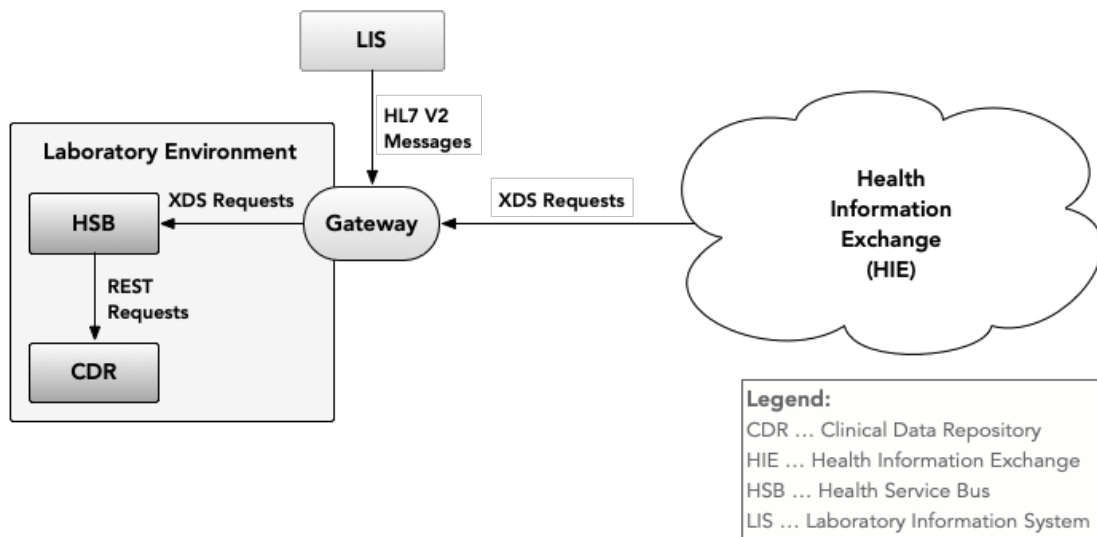 LIS
HL7 V2
Messages
Laboratory Environment
XDS Requests
XDS Requests
HSB
Gateway
REST
Requests
CDR
Health
Information
Exchange
(HIE)
Legend:
CDR ... Clinical Data Repository
HIE ... Health Information Exchange
HSB ... Health Service Bus
LIS ... Laboratory Information System